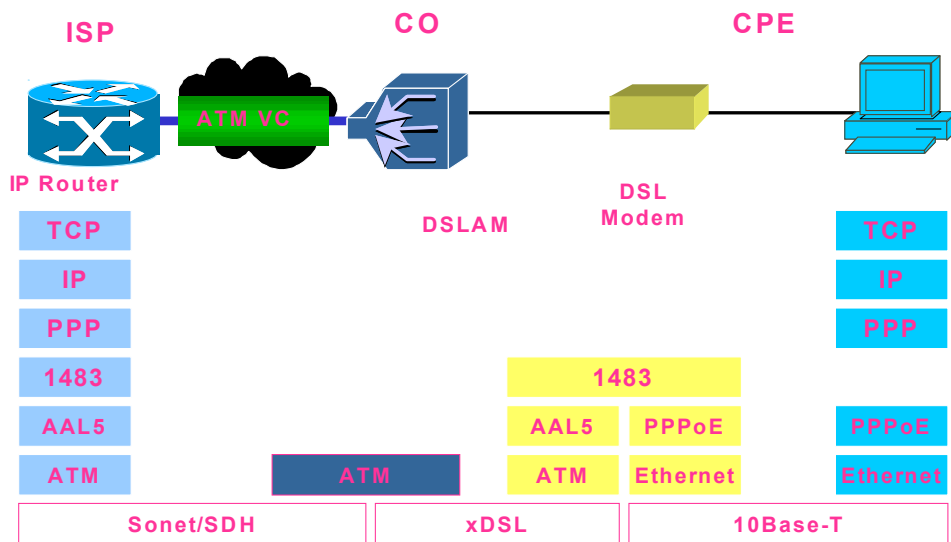 ISP CO CPE
ATM VC
IP Router
DSLAM
DSL
Modem
TCP TCP
IP IP
PPP PPP
1483 1483
AAL5 AAL5 PPPoE PPPoE
ATM ATM ATM Ethernet Ethernet
Sonet/SDH xDSL 10Base-T